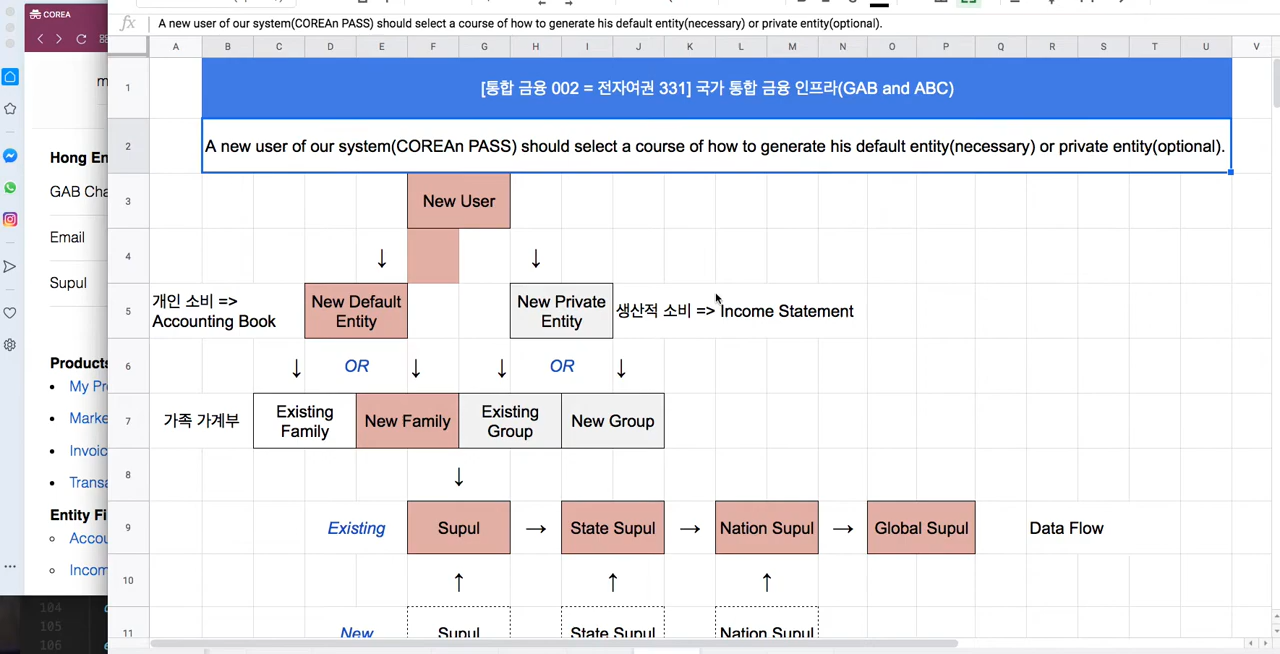 COREA
fx A new user of our system(COREAn PASS) should select a course of how to generate his default entity(necessary) or private entity(optional).
A B C D E F G H I J K L M N O P Q R S T U V
1 [통합 금융 002 = 전자여권 331] 국가 통합 금융 인프라(GAB and ABC)
2 A new user of our system(COREAn PASS) should select a course of how to generate his default entity(necessary) or private entity(optional).
3 New User
4 ↓ ↓
5 개인 소비 =>
Accounting Book
New Default
Entity
New Private
Entity
생산적 소비 => Income Statement
6 ↓ OR ↓ ↓ OR ↓
7 가족 가계부
Existing
Family
New Family
Existing
Group
New Group
8 ↓
9 Existing Supul → State Supul → Nation Supul → Global Supul Data Flow
10 ↑ ↑ ↑
11 New Supul State Supul Nation Supul
m
Hong En
GAB Cha
Email
Supul
Products
My Pr
Marke
Invoic
Transa
Entity Fi
Accou
Incom
104
105
106